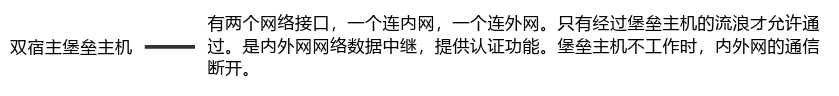 双宿主堡垒主机
有两个网络接口，一个连内网，一个连外网。只有经过堡垒主机的流浪才允许通
过。是内外网网络数据中继，提供认证功能。堡垒主机不工作时，内外网的通信
断开。